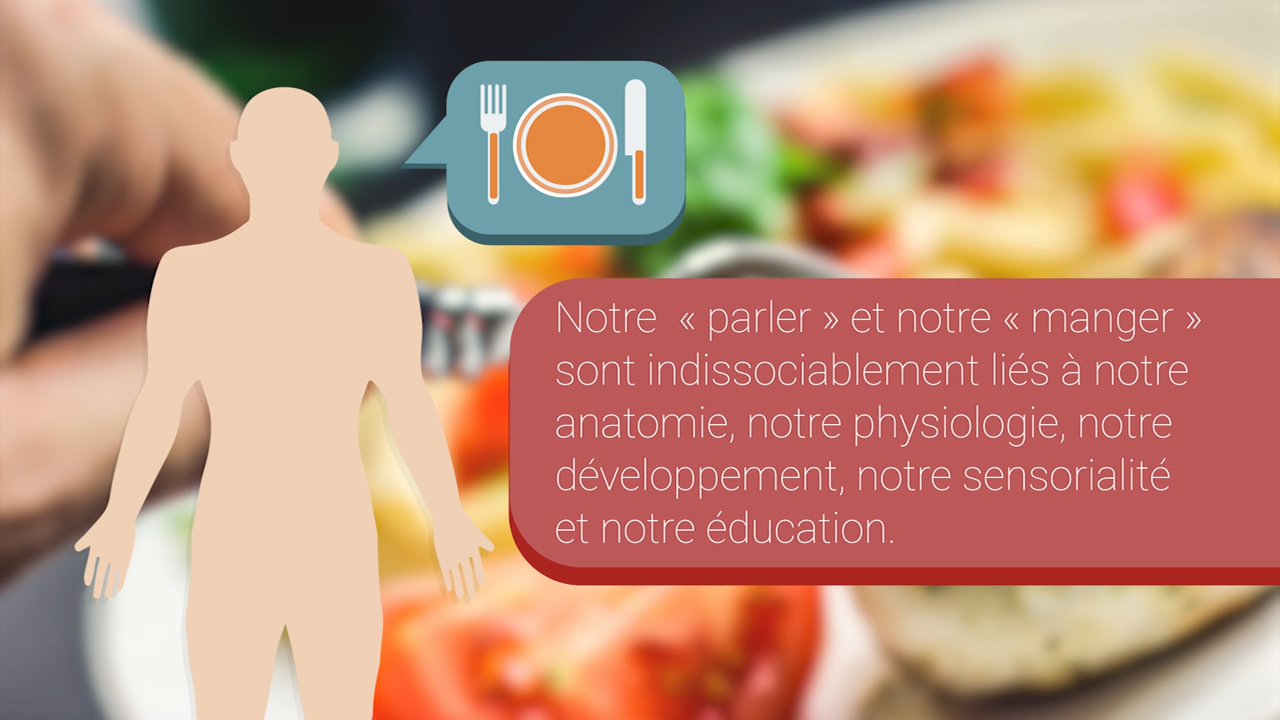 Notre « parler » et notre « manger »
sont indissociablement liés à notre
anatomie, notre physiologie, notre
développement, notre sensorialité
et notre éducation.